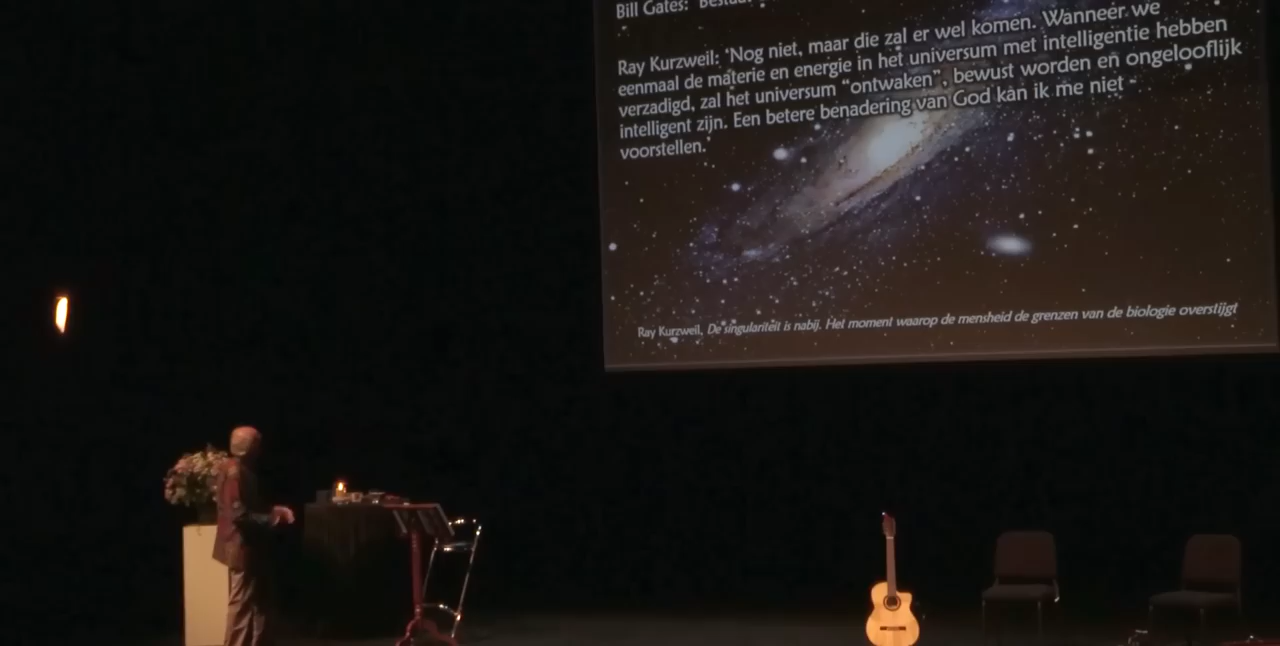 Bill Gates: 'Bestaat
Ray Kurzweil: 'Nog niet, maar die zal er wel komen. Wanneer we
eenmaal de materie en energie in het universum met intelligentie hebben
verzadigd, zal het universum “ontwaken”, bewust worden en ongelooflijk
intelligent zijn. Een betere benadering van God kan ik me niet
voorstellen.'
Ray Kurzweil, De singulariteit is nabij. Het moment waarop de mensheid de grenzen van de biologie overstijgt